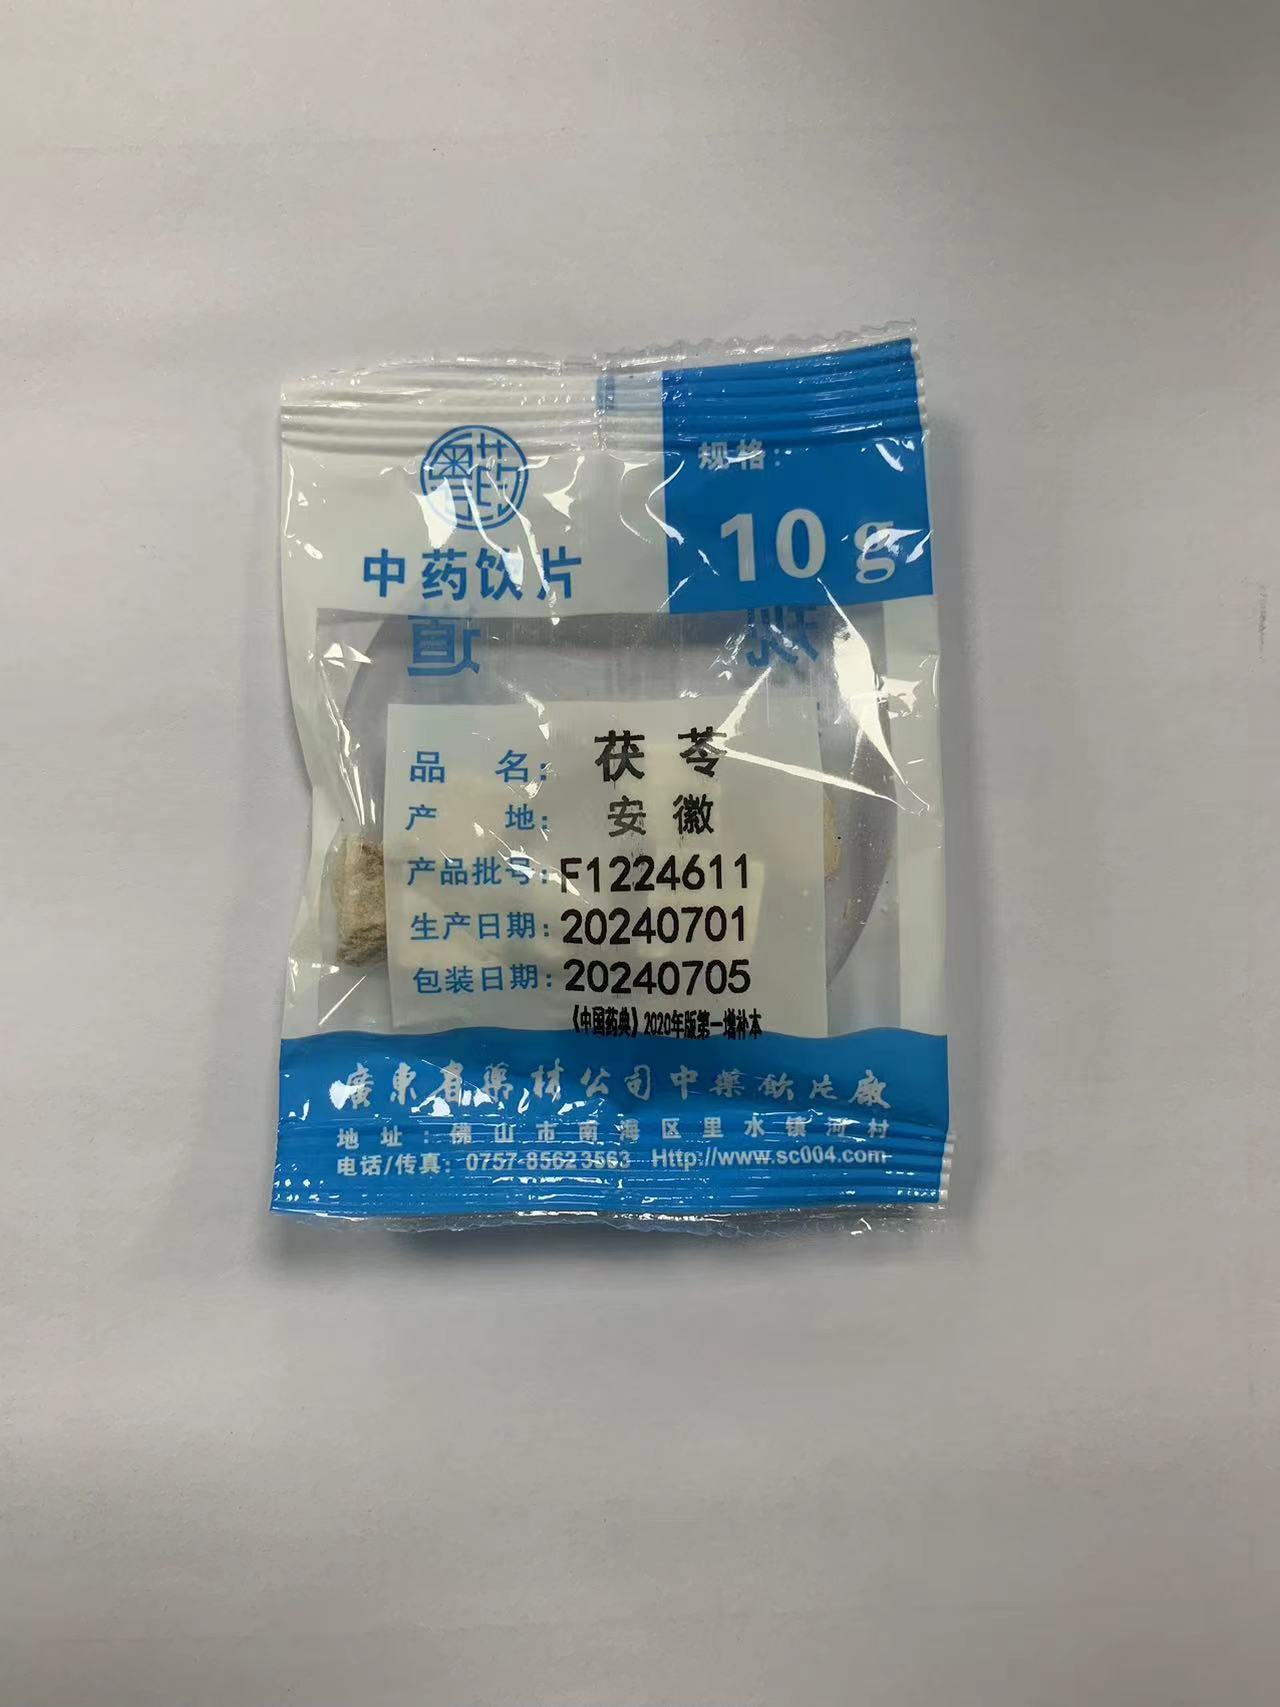 粤药
规格:
10 g
中药饮片
品 名: 茯苓
产 地: 安徽
产品批号: F1224611
生产日期: 20240701
包装日期: 20240705
《中国药典》2020年版第一增补本
廣東省藥材公司中藥飲片廠
地址:佛山市南海区里水镇河村
电话/传真: 0757-85623563 Http://www.sc004.com